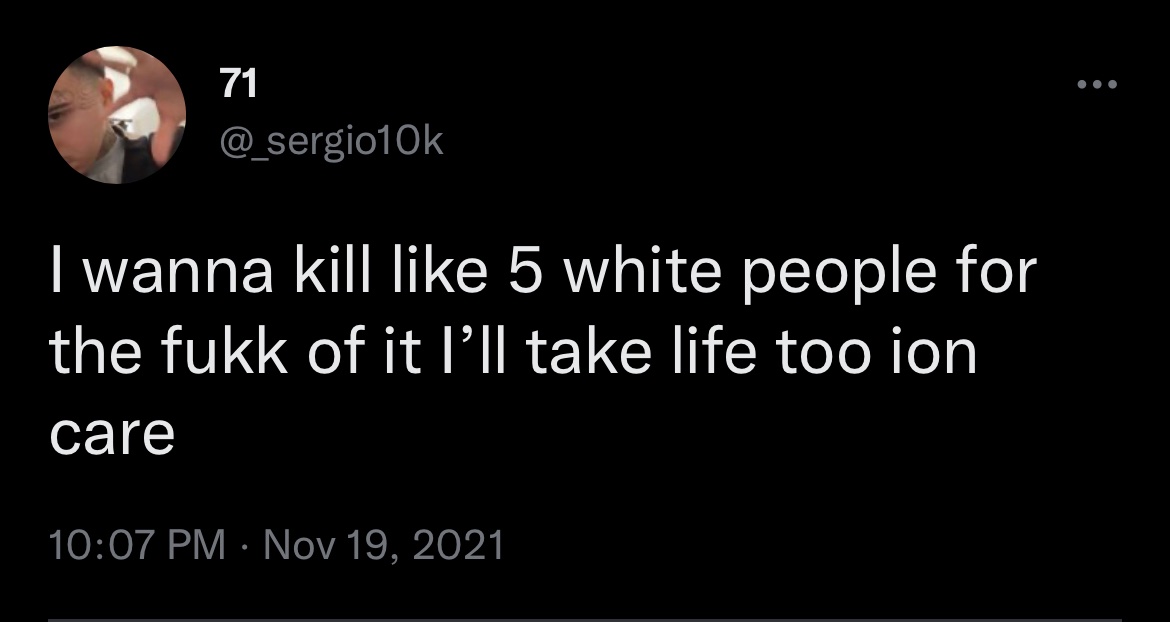 71
@_sergio10k
I wanna kill like 5 white people for
the fukk of it I’ll take life too ion
care
10:07 PM · Nov 19, 2021